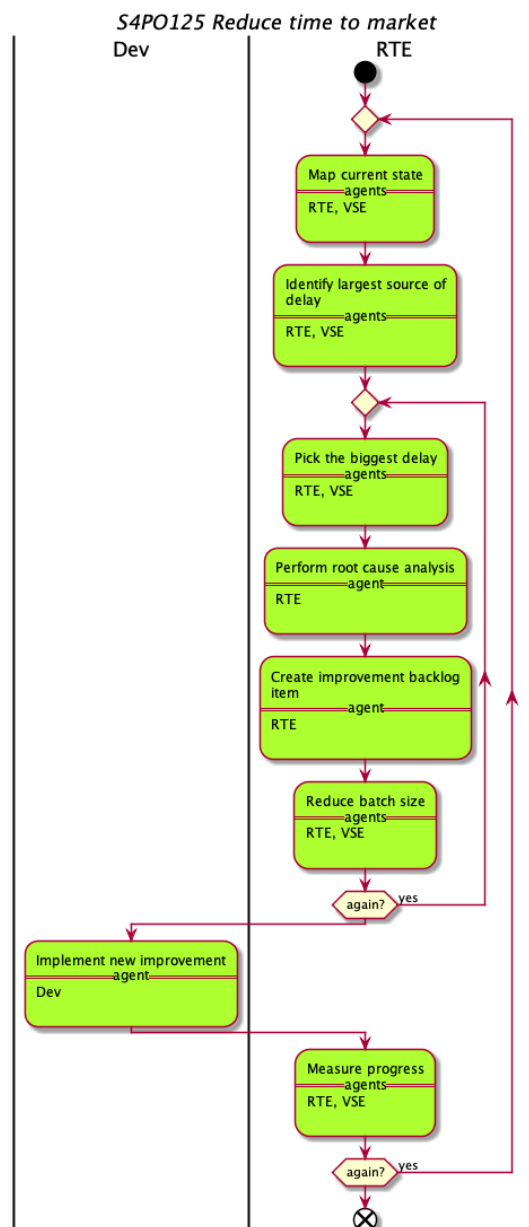 S4PO125 Reduce time to market
Dev
RTE
Map current state
agents
RTE, VSE
Identify largest source of
delay
agents
RTE, VSE
Pick the biggest delay
agents
RTE, VSE
Perform root cause analysis
agent
RTE
Create improvement backlog
item
agent
RTE
Reduce batch size
agents
RTE, VSE
again?
yes
Implement new improvement
agent
Dev
Measure progress
agents
RTE, VSE
again?
yes